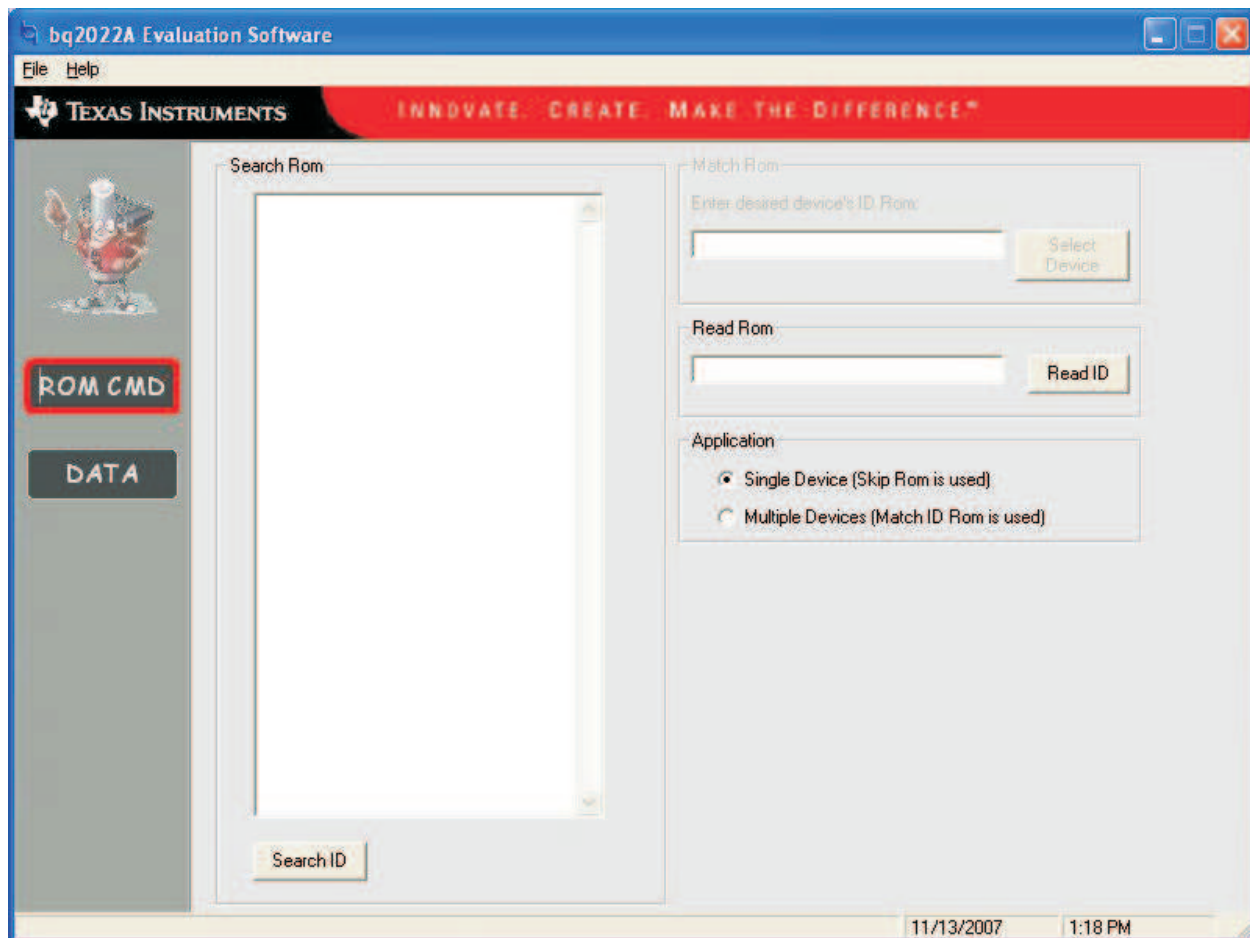 bq2022A Evaluation Software
File Help
TEXAS INSTRUMENTS
INNOVATE. CREATE. MAKE THE DIFFERENCE.™
Search Rom
Match Rom
Enter desired device's ID Rom:
Select
Device
Read Rom
Read ID
ROM CMD
Application
Single Device (Skip Rom is used)
DATA
Multiple Devices (Match ID Rom is used)
Search ID
11/13/2007 1:18 PM